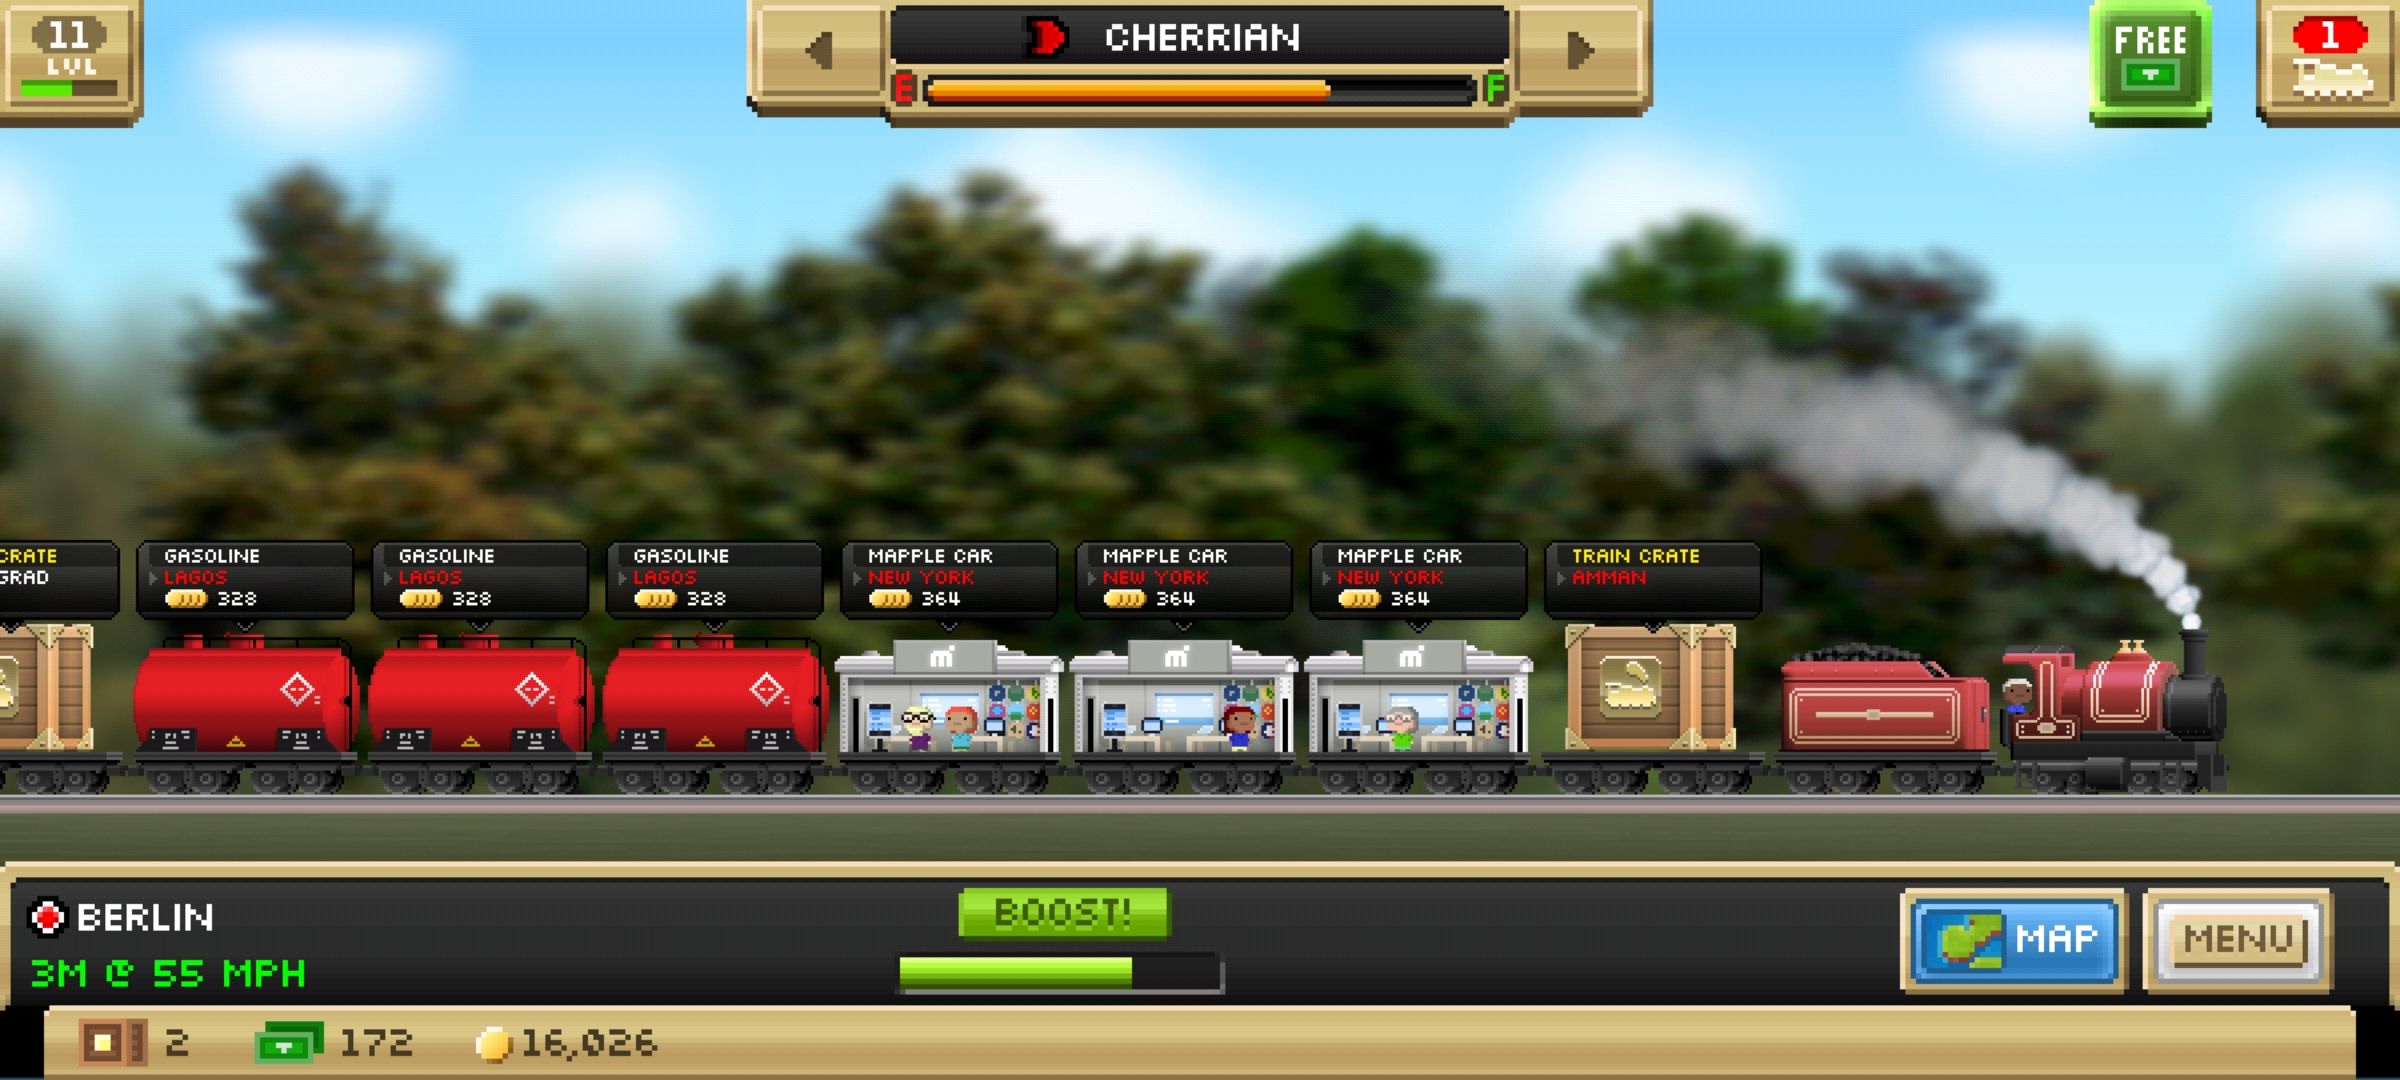 11
LVL
CHERRIAN
E F
FREE
1
CRATE
GRAD
GASOLINE
LAGOS
328
GASOLINE
LAGOS
328
GASOLINE
LAGOS
328
MAPPLE CAR
NEW YORK
364
MAPPLE CAR
NEW YORK
364
MAPPLE CAR
NEW YORK
364
TRAIN CRATE
AMMAN
m
m
m
BERLIN
3M @ 55 MPH
BOOST!
MAP
MENU
2
172
16,026